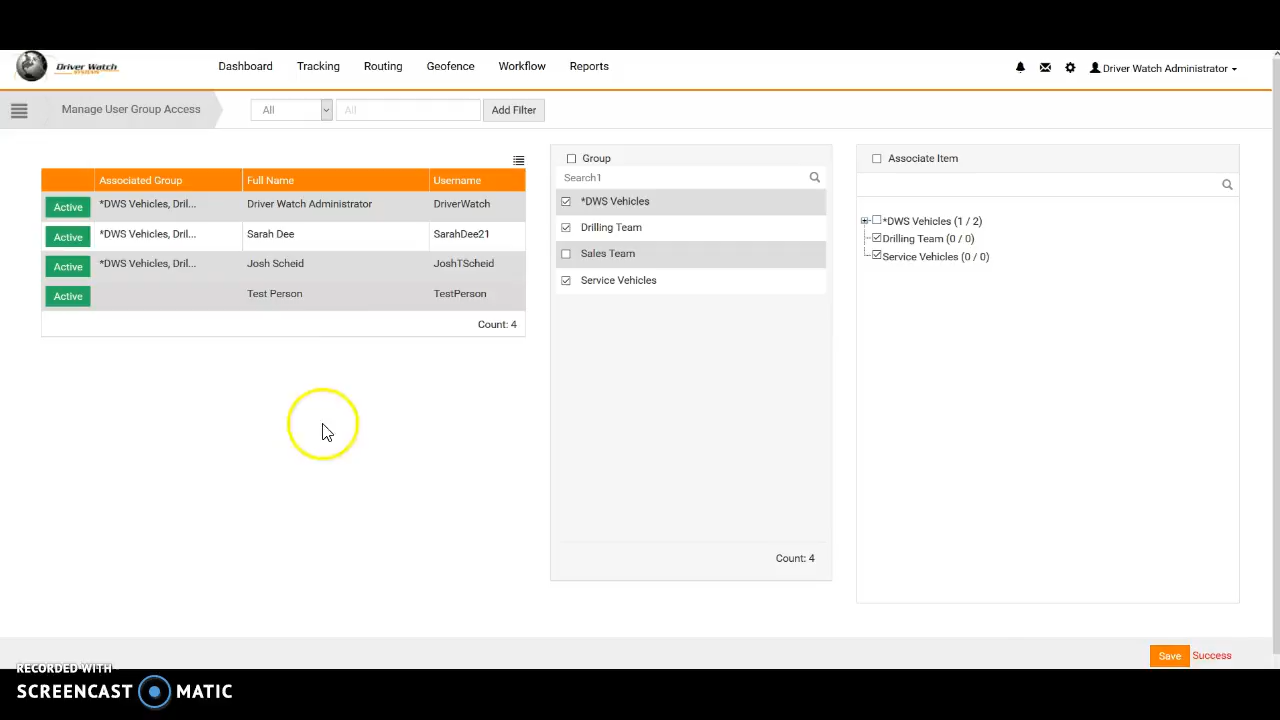 Driver Watch Dashboard Tracking Routing Geofence Workflow Reports Driver Watch Administrator
Manage User Group Access All All Add Filter
Associated Group Full Name Username
Active *DWS Vehicles, Dril... Driver Watch Administrator DriverWatch
Active *DWS Vehicles, Dril... Sarah Dee SarahDee21
Active *DWS Vehicles, Dril... Josh Scheid JoshTScheid
Active Test Person TestPerson
Count: 4
Group
Search1
*DWS Vehicles
Drilling Team
Sales Team
Service Vehicles
Count: 4
Associate Item
*DWS Vehicles (1 / 2)
Drilling Team (0 / 0)
Service Vehicles (0 / 0)
Save Success
RECORDED WITH
SCREENCAST MATIC